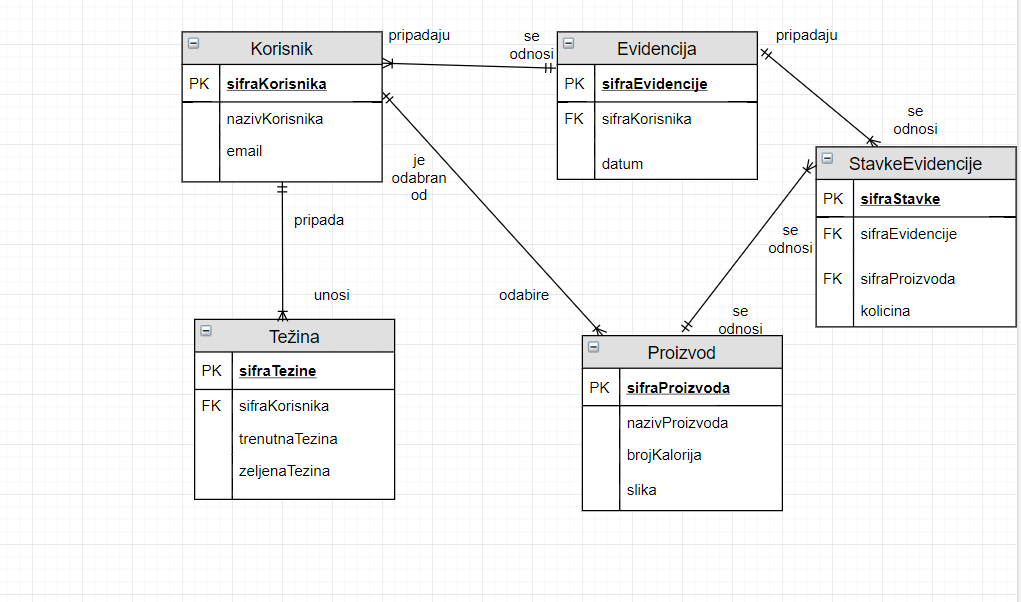 pripadaju
se
odnosi
pripadaju
Korisnik
PK sifraKorisnika
nazivKorisnika
email
Evidencija
PK sifraEvidencije
FK sifraKorisnika
datum
se
odnosi
StavkeEvidencije
PK sifraStavke
FK sifraEvidencije
FK sifraProizvoda
kolicina
je
odabran
od
pripada
unosi
odabire
se
odnosi
se
odnosi
Težina
PK sifraTezine
FK sifraKorisnika
trenutnaTezina
zeljenaTezina
Proizvod
PK sifraProizvoda
nazivProizvoda
brojKalorija
slika